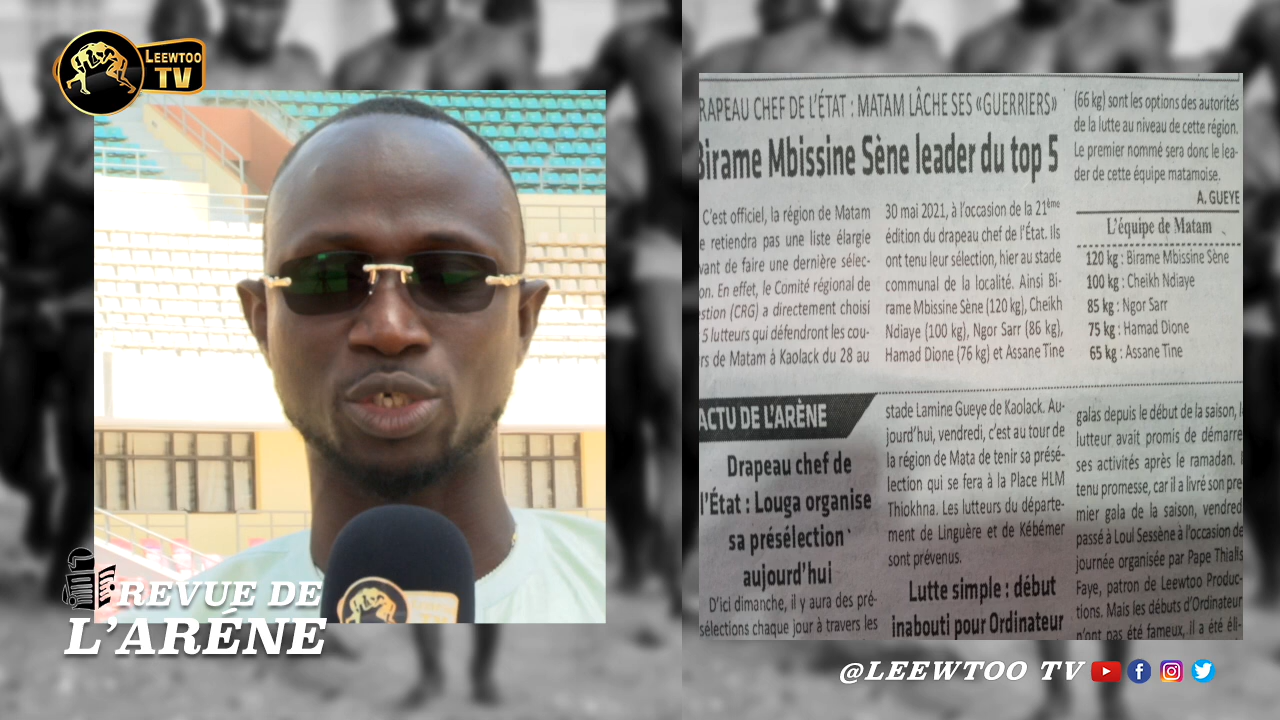 LEEWTOO
TV
REVUE DE
L'ARÉNE
RAPEAU CHEF DE L'ÉTAT : MATAM LÂCHE SES «GUERRIERS»
Birame Mbissine Sène leader du top 5
C'est officiel, la région de Matam
e retiendra pas une liste élargie
vant de faire une dernière sélec-
on. En effet, le Comité régional de
estion (CRG) a directement choisi
5 lutteurs qui défendront les cou-
rs de Matam à Kaolack du 28 au
30 mai 2021, à l'occasion de la 21ème
édition du drapeau chef de l'État. Ils
ont tenu leur sélection, hier au stade
communal de la localité. Ainsi Bi-
rame Mbissine Sène (120 kg), Cheikh
Ndiaye (100 kg), Ngor Sarr (86 kg),
Hamad Dione (76 kg) et Assane Tine
(66 kg) sont les options des autorités
de la lutte au niveau de cette région.
Le premier nommé sera donc le lea-
der de cette équipe matamoise.
A. GUEYE
L'équipe de Matam
120 kg : Birame Mbissine Sène
100 kg : Cheikh Ndiaye
85 kg : Ngor Sarr
75 kg : Hamad Dione
65 kg : Assane Tine
ACTU DE L'ARÈNE
Drapeau chef de
l'État : Louga organise
sa présélection
aujourd'hui
D'ici dimanche, il y aura des pré-
sélections chaque jour à travers les
stade Lamine Gueye de Kaolack. Au-
jourd'hui, vendredi, c'est au tour de
la région de Mata de tenir sa présé-
lection qui se fera à la Place HLM
Thiokhna. Les lutteurs du départe-
ment de Linguère et de Kébémer
sont prévenus.
Lutte simple : début
inabouti pour Ordinateur
galas depuis le début de la saison, l
lutteur avait promis de démarre
ses activités après le ramadan. I
tenu promesse, car il a livré son pre
mier gala de la saison, vendred
passé à Loul Sessène à l'occasion de
journée organisée par Pape Thialls
Faye, patron de Leewtoo Produc-
tions. Mais les débuts d'Ordinateur
n'ont pas été fameux, il a été éli-
@LEEWTOO TV